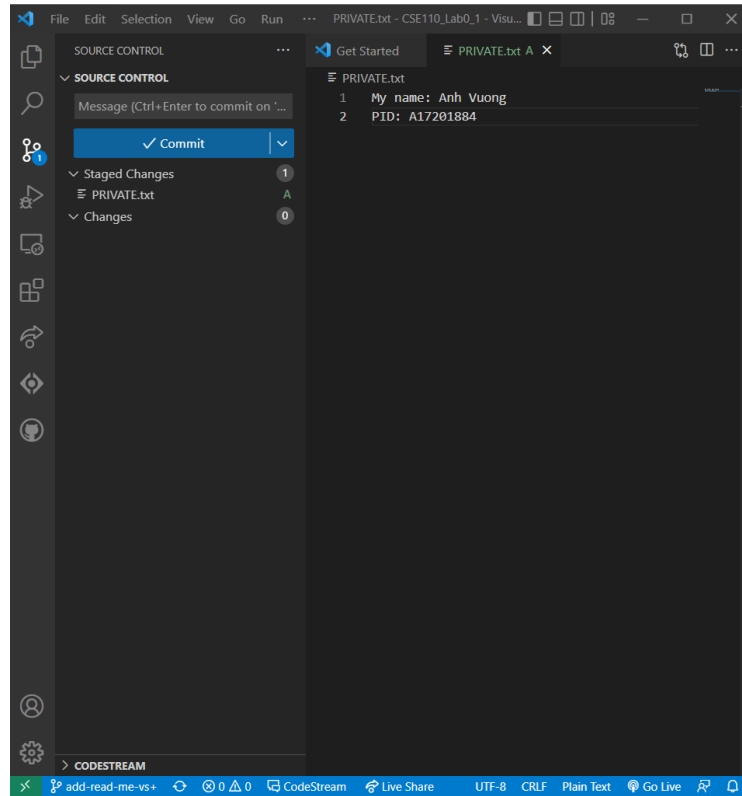 File Edit Selection View Go Run ··· PRIVATE.txt - CSE110_Lab0_1 - Visu...
SOURCE CONTROL ···
Get Started
PRIVATE.txt A
SOURCE CONTROL
PRIVATE.txt
Message (Ctrl+Enter to commit on '...
1 My name: Anh Vuong
2 PID: A17201884
Commit
1
Staged Changes 1
PRIVATE.txt A
Changes 0
CODESTREAM
add-read-me-vs+ 0 0 CodeStream Live Share UTF-8 CRLF Plain Text Go Live